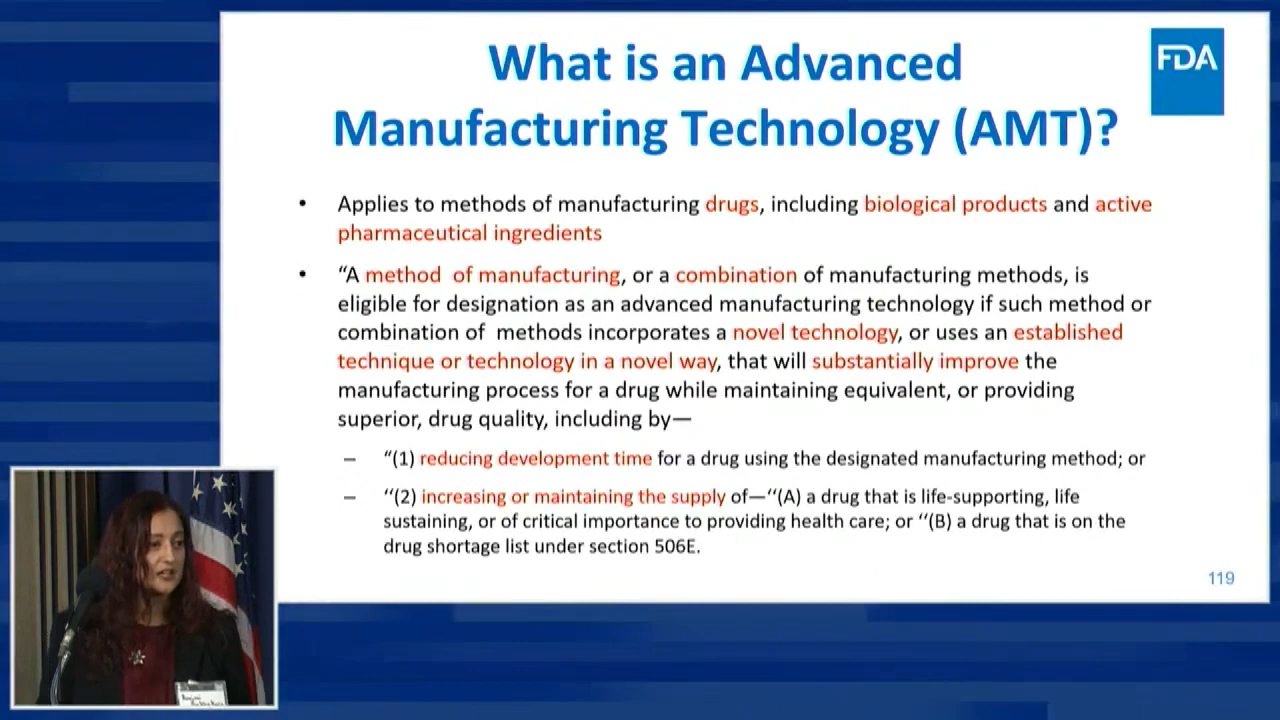 What is an Advanced
Manufacturing Technology (AMT)?
FDA
• Applies to methods of manufacturing drugs, including biological products and active
pharmaceutical ingredients
• “A method of manufacturing, or a combination of manufacturing methods, is
eligible for designation as an advanced manufacturing technology if such method or
combination of methods incorporates a novel technology, or uses an established
technique or technology in a novel way, that will substantially improve the
manufacturing process for a drug while maintaining equivalent, or providing
superior, drug quality, including by—
– “(1) reducing development time for a drug using the designated manufacturing method; or
– ‘‘(2) increasing or maintaining the supply of—‘‘(A) a drug that is life-supporting, life
sustaining, or of critical importance to providing health care; or ‘‘(B) a drug that is on the
drug shortage list under section 506E.
119